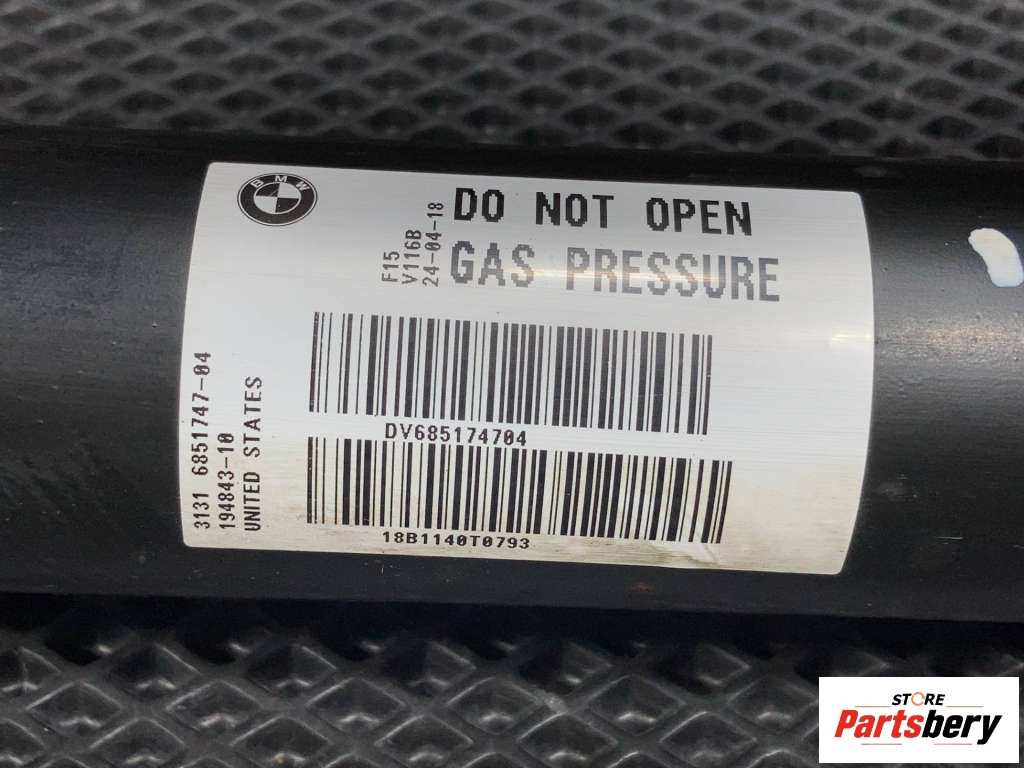 BMW
DO NOT OPEN
GAS PRESSURE
F15
V116B
24-04-18
DV685174704
18B1140T0793
3131 6851747-04
194843-10
UNITED STATES
STORE
Partsbery